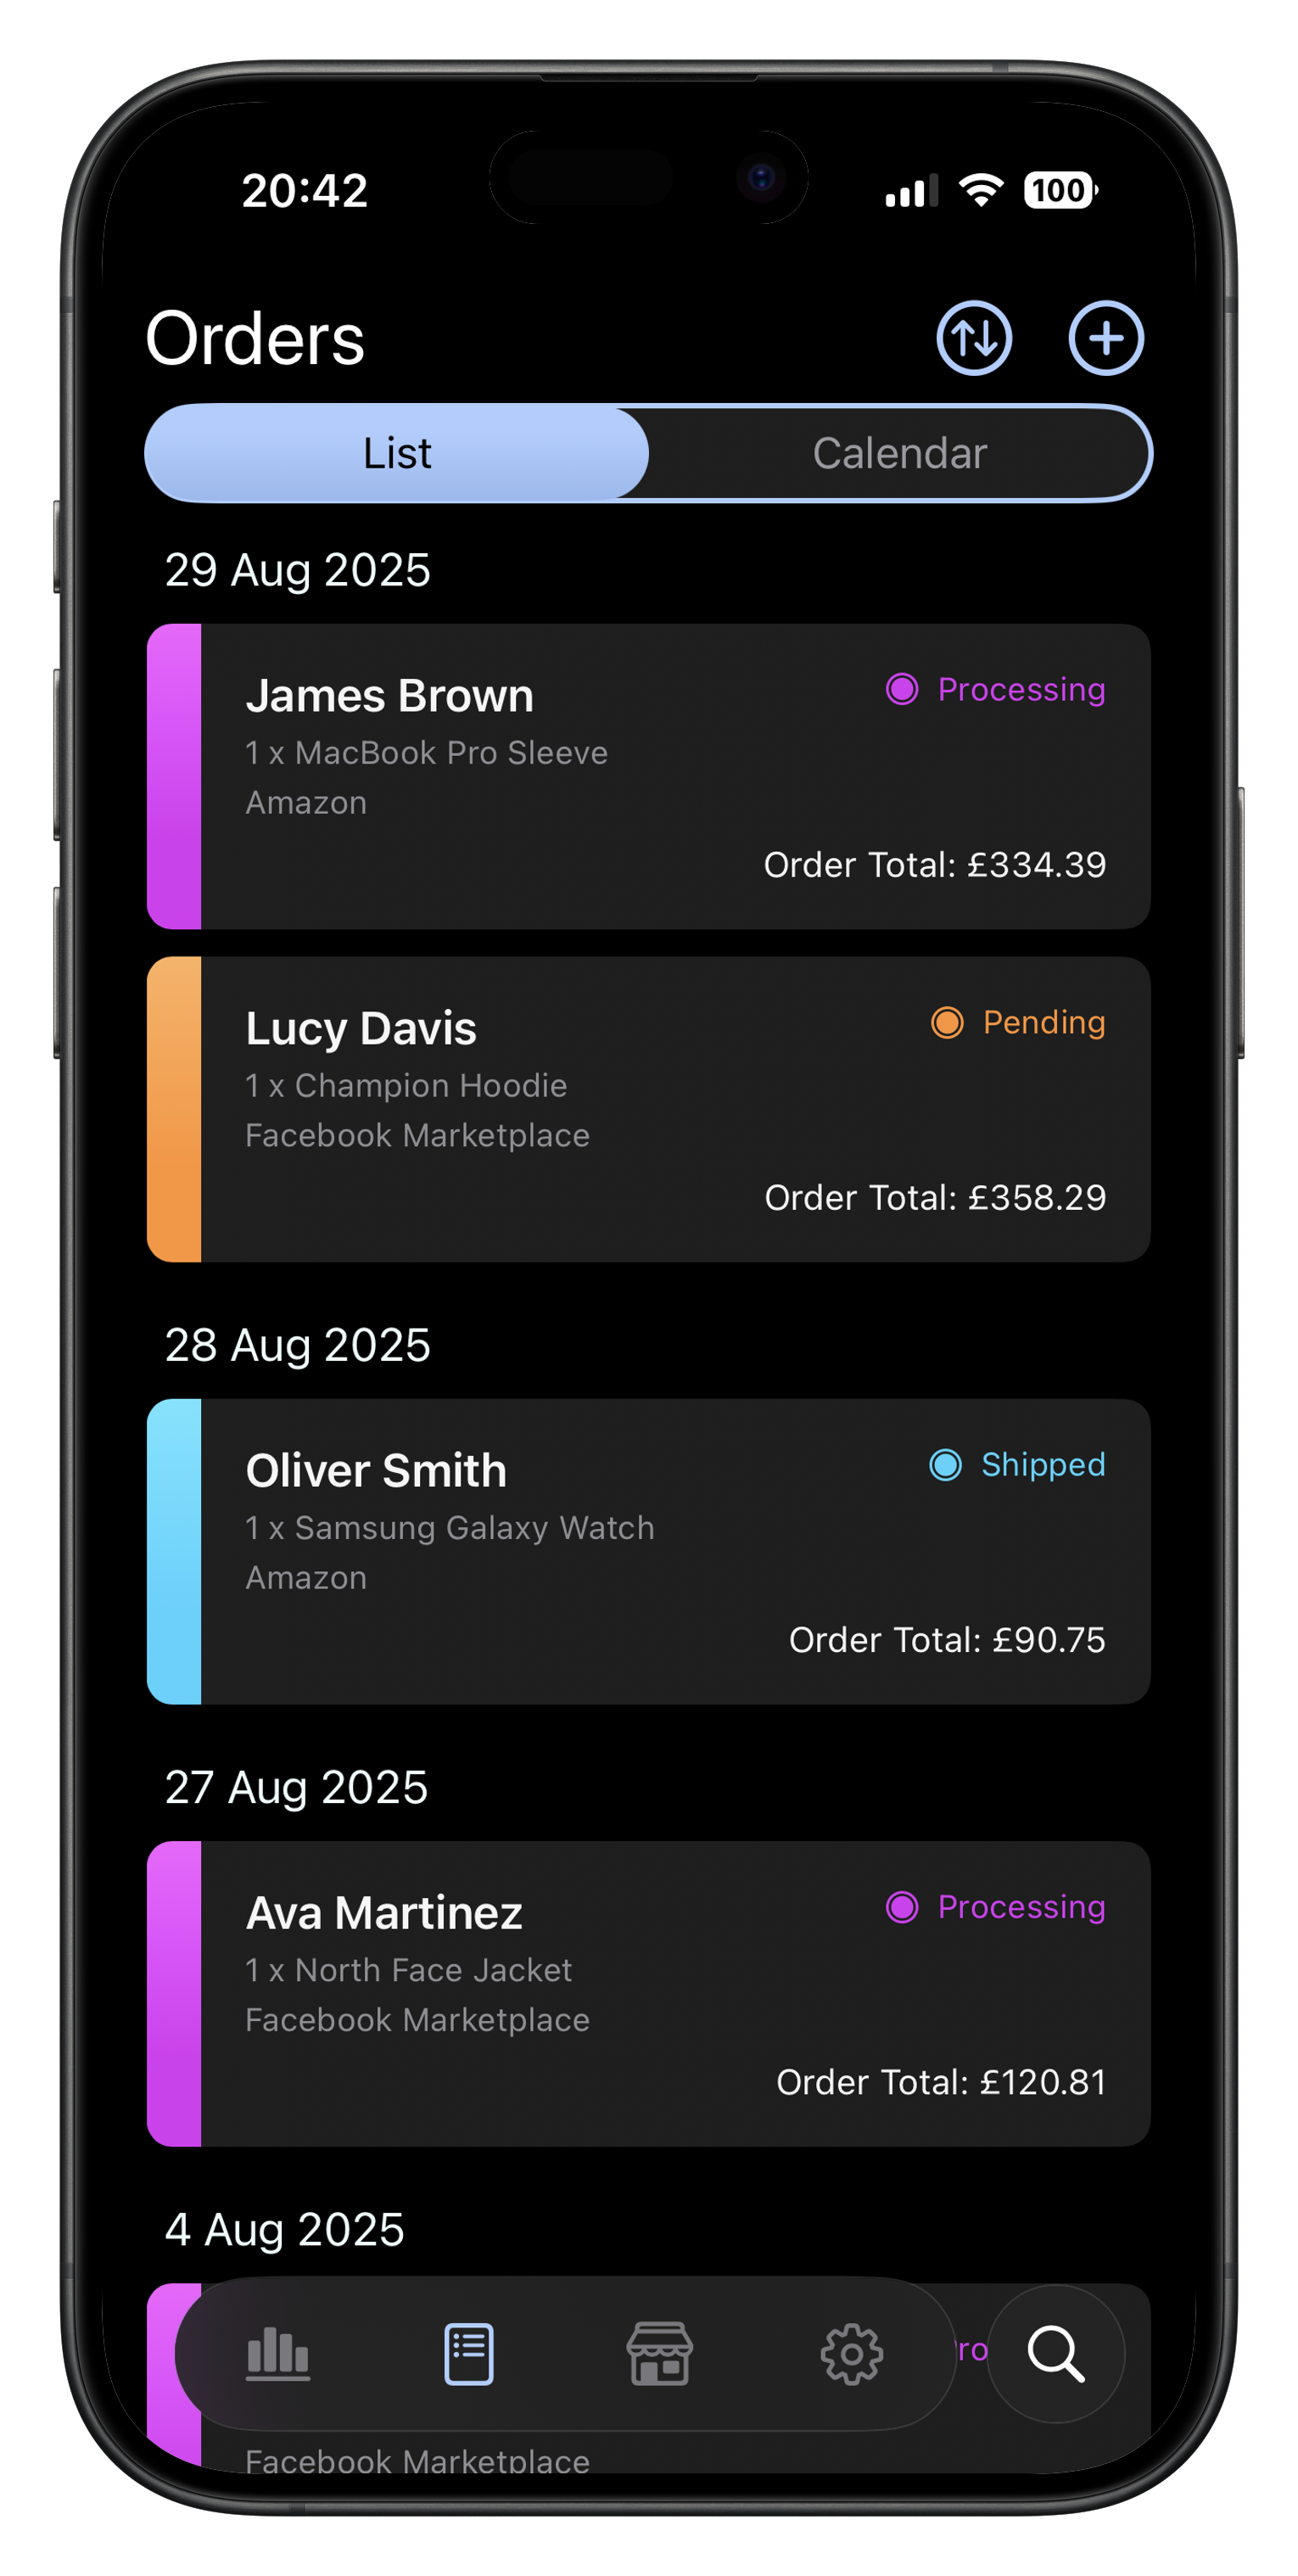 20:42
100
Orders
List
Calendar
29 Aug 2025
James Brown
Processing
1 x MacBook Pro Sleeve
Amazon
Order Total: £334.39
Lucy Davis
Pending
1 x Champion Hoodie
Facebook Marketplace
Order Total: £358.29
28 Aug 2025
Oliver Smith
Shipped
1 x Samsung Galaxy Watch
Amazon
Order Total: £90.75
27 Aug 2025
Ava Martinez
Processing
1 x North Face Jacket
Facebook Marketplace
Order Total: £120.81
4 Aug 2025
Facebook Marketplace